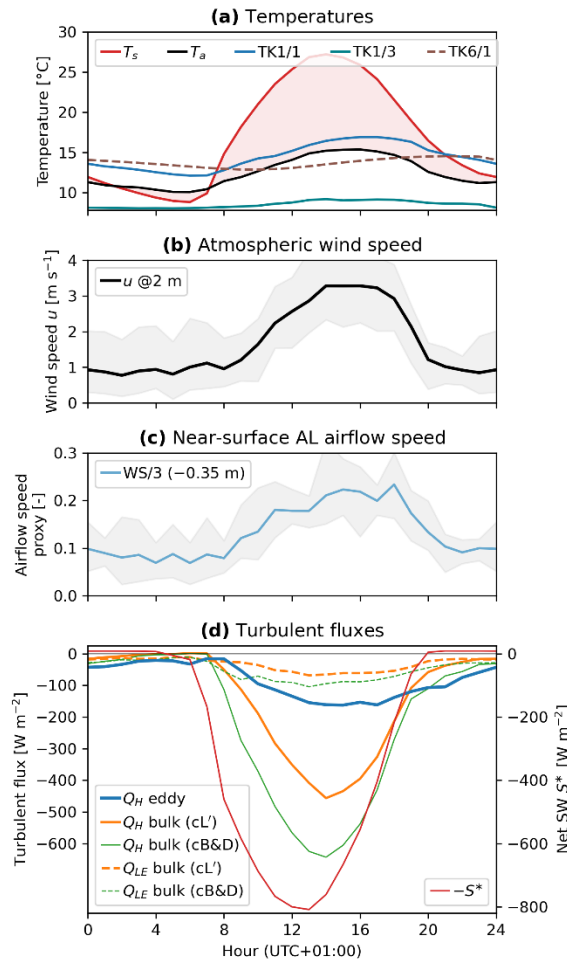 (a) Temperatures
T_s T_a TK1/1 TK1/3 TK6/1
Temperature [°C]
30
25
20
15
10
(b) Atmospheric wind speed
u @2 m
Wind speed u [m s⁻¹]
4
3
2
1
0
(c) Near-surface AL airflow speed
WS/3 (−0.35 m)
Airflow speed
proxy [-]
0.3
0.2
0.1
0.0
(d) Turbulent fluxes
Turbulent flux [W m⁻²]
0
−100
−200
−300
−400
−500
−600
Q_H eddy
Q_H bulk (cL′)
Q_H bulk (cB&D)
Q_LE bulk (cL′)
Q_LE bulk (cB&D)
−S*
0
−200
−400
−600
−800
Net SW S* [W m⁻²]
0 4 8 12 16 20 24
Hour (UTC+01:00)